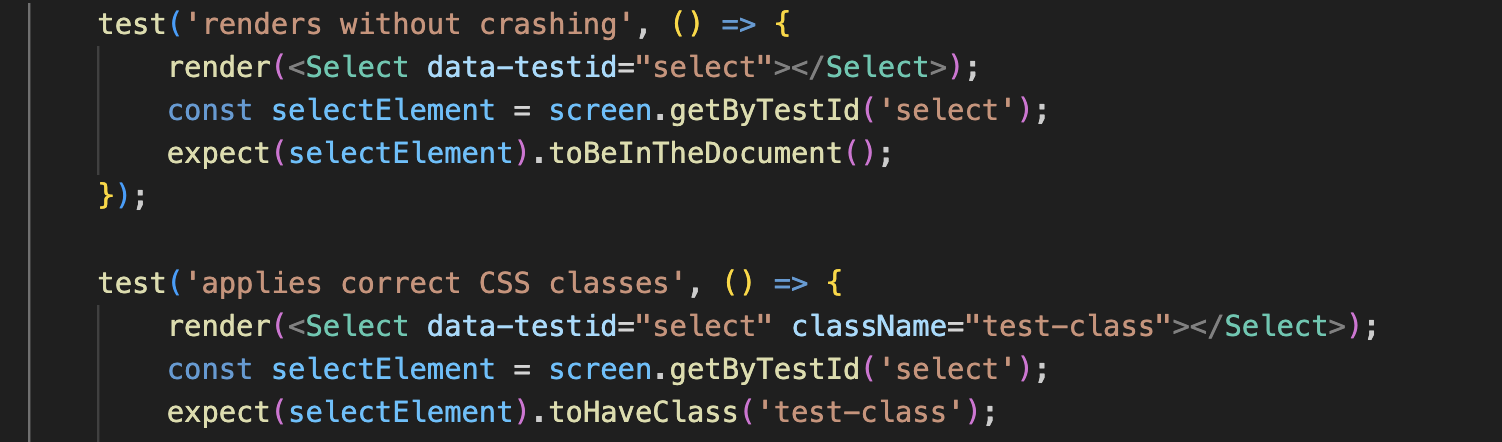 test('renders without crashing', () => {
render(<Select data-testid="select"></Select>);
const selectElement = screen.getByTestId('select');
expect(selectElement).toBeInTheDocument();
});
test('applies correct CSS classes', () => {
render(<Select data-testid="select" className="test-class"></Select>);
const selectElement = screen.getByTestId('select');
expect(selectElement).toHaveClass('test-class');